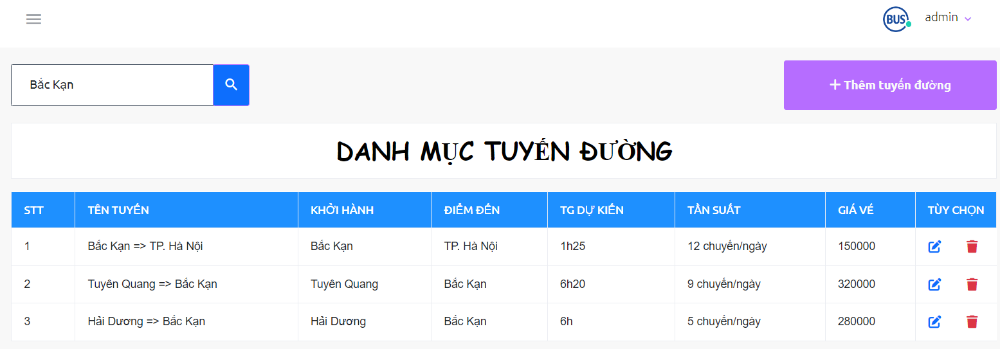 BUS admin
Bắc Kạn
Thêm tuyến đường
DANH MỤC TUYẾN ĐƯỜNG
STT TÊN TUYẾN KHỞI HÀNH ĐIỂM ĐẾN TG DỰ KIẾN TẦN SUẤT GIÁ VÉ TÙY CHỌN
1 Bắc Kạn => TP. Hà Nội Bắc Kạn TP. Hà Nội 1h25 12 chuyến/ngày 150000
2 Tuyên Quang => Bắc Kạn Tuyên Quang Bắc Kạn 6h20 9 chuyến/ngày 320000
3 Hải Dương => Bắc Kạn Hải Dương Bắc Kạn 6h 5 chuyến/ngày 280000